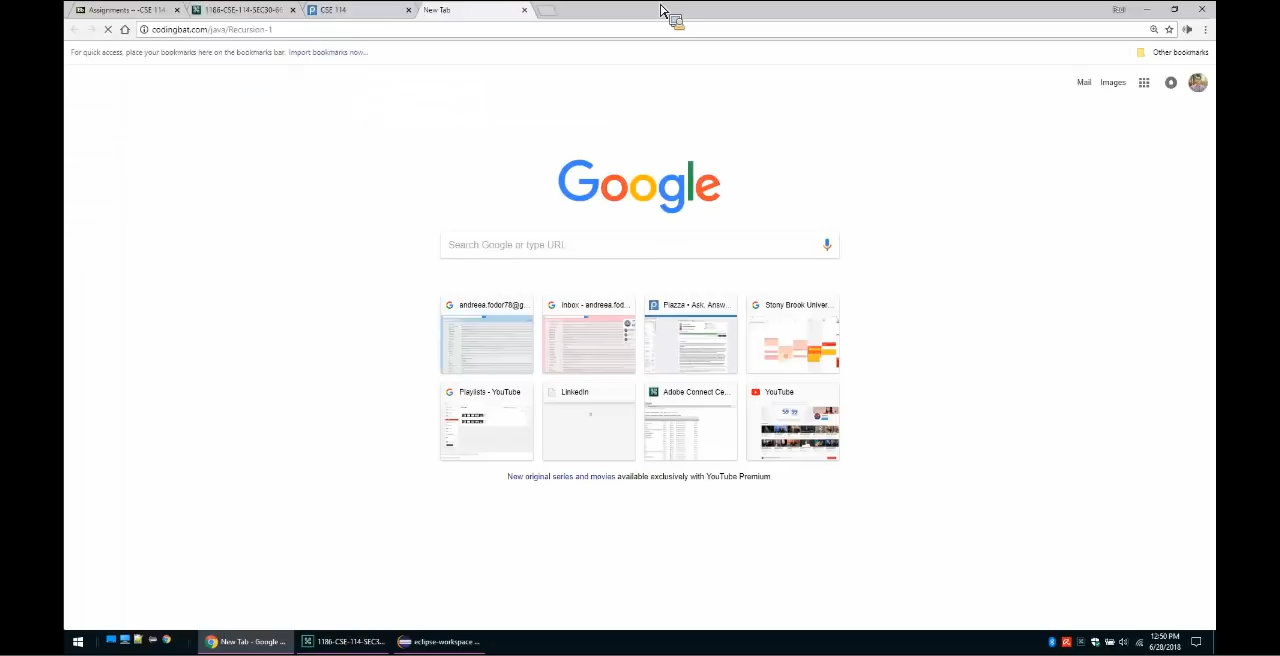 Assignments – -CSE 114
1186-CSE-114-SEC30-6
CSE 114
New Tab
codingbat.com/java/Recursion-1
For quick access, place your bookmarks here on the bookmarks bar. Import bookmarks now...
Other bookmarks
Mail Images
Google
Search Google or type URL
andreea.fodor78@g...
Inbox - andreea.fod...
Piazza • Ask. Answ...
Stony Brook Univer...
Playlists - YouTube
LinkedIn
Adobe Connect Ce...
YouTube
New original series and movies available exclusively with YouTube Premium
New Tab - Google ...
1186-CSE-114-SEC3...
eclipse-workspace ...
12:50 PM
6/28/2018